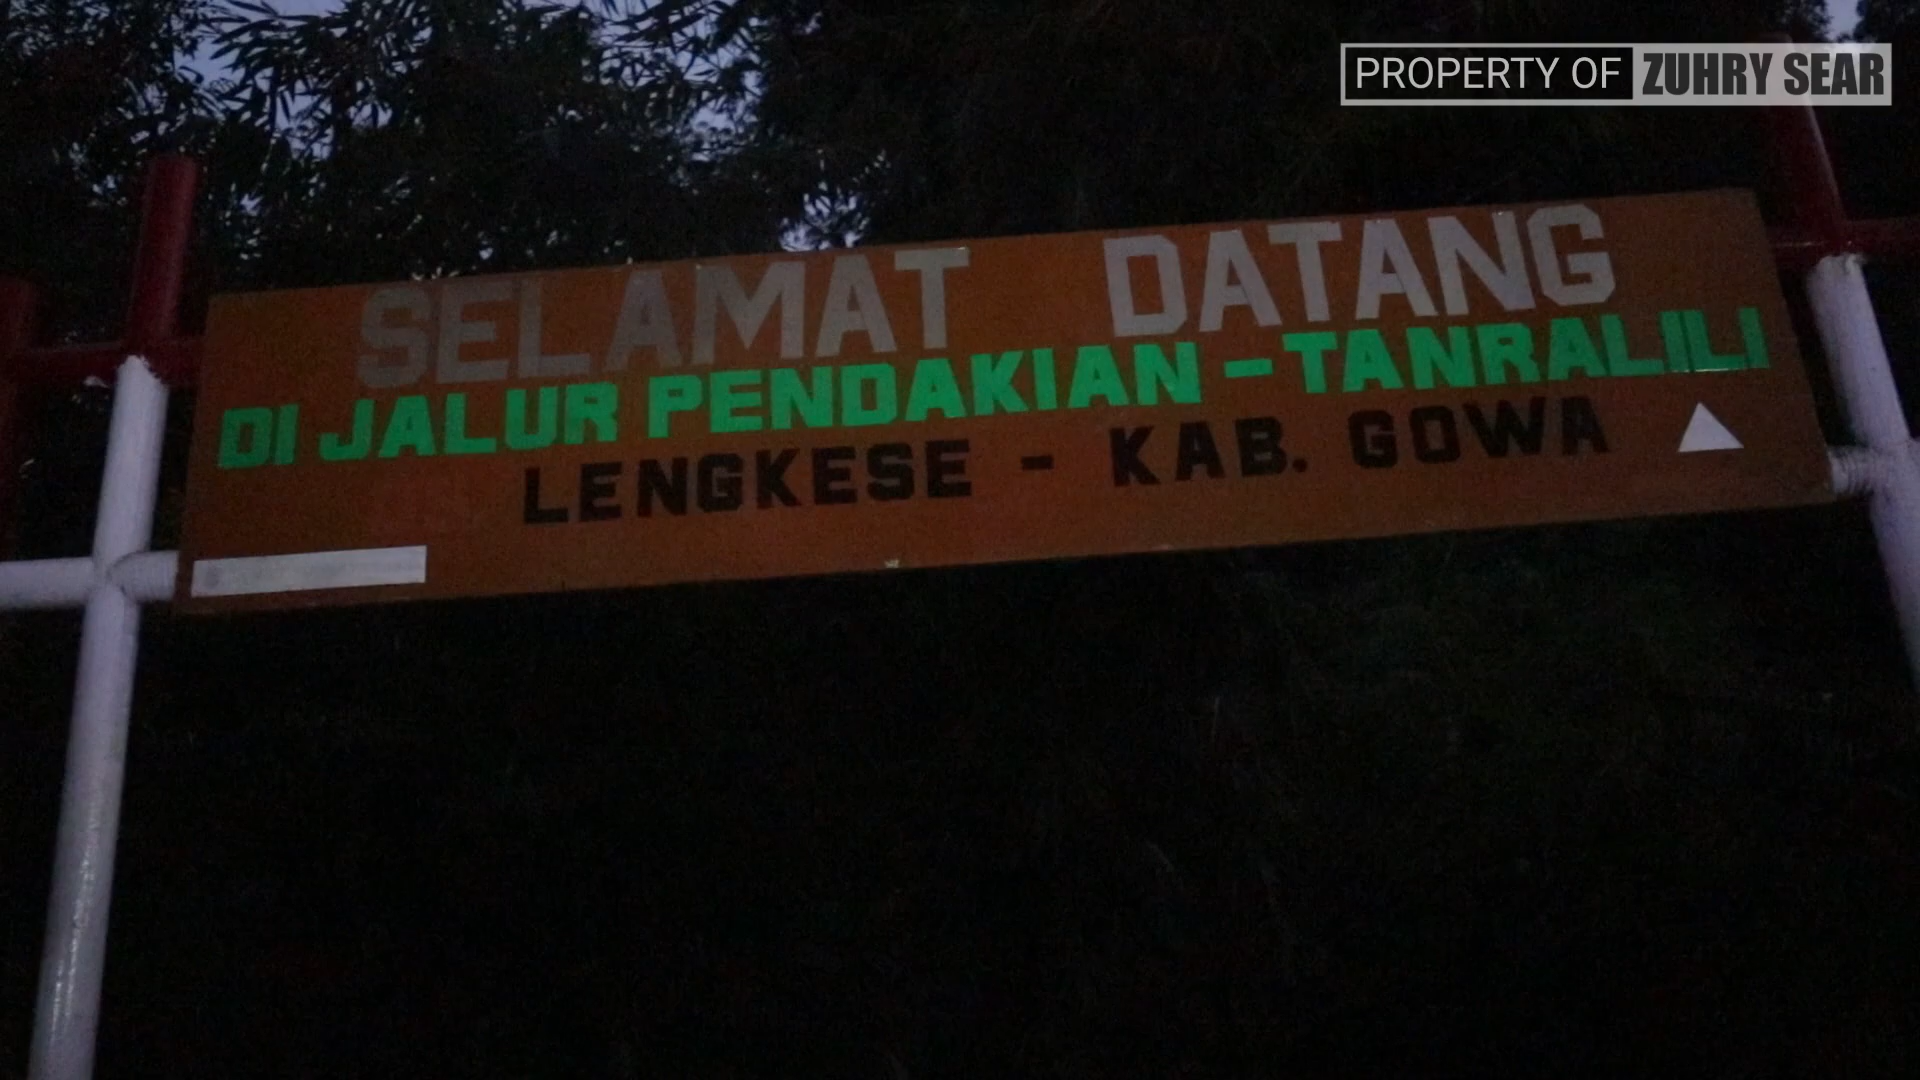 PROPERTY OF ZUHRY SEAR
SELAMAT DATANG
DI JALUR PENDAKIAN - TANRALILI
LENGKESE - KAB. GOWA